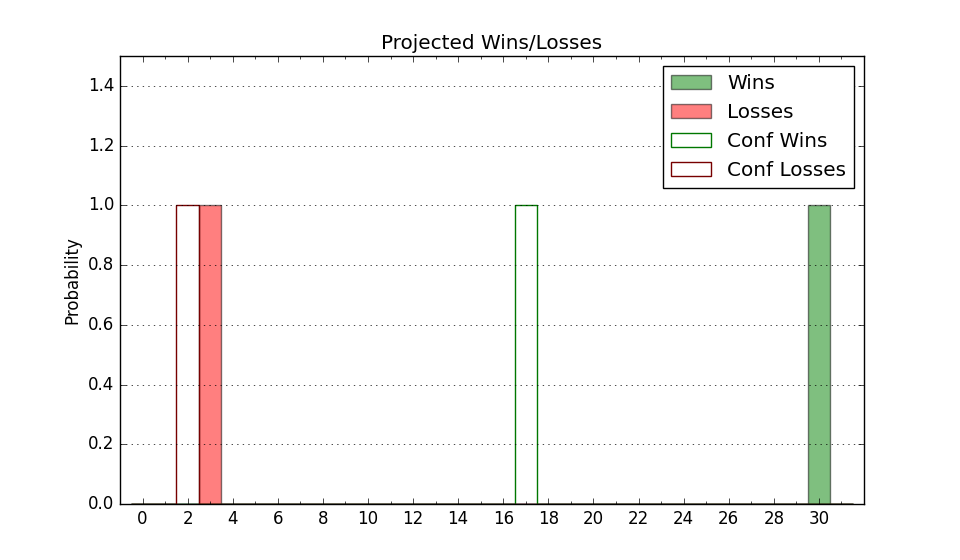 Projected Wins/Losses
Wins
Losses
Conf Wins
Conf Losses
Probability
1.4
1.2
1.0
0.8
0.6
0.4
0.2
0.0
0 2 4 6 8 10 12 14 16 18 20 22 24 26 28 30